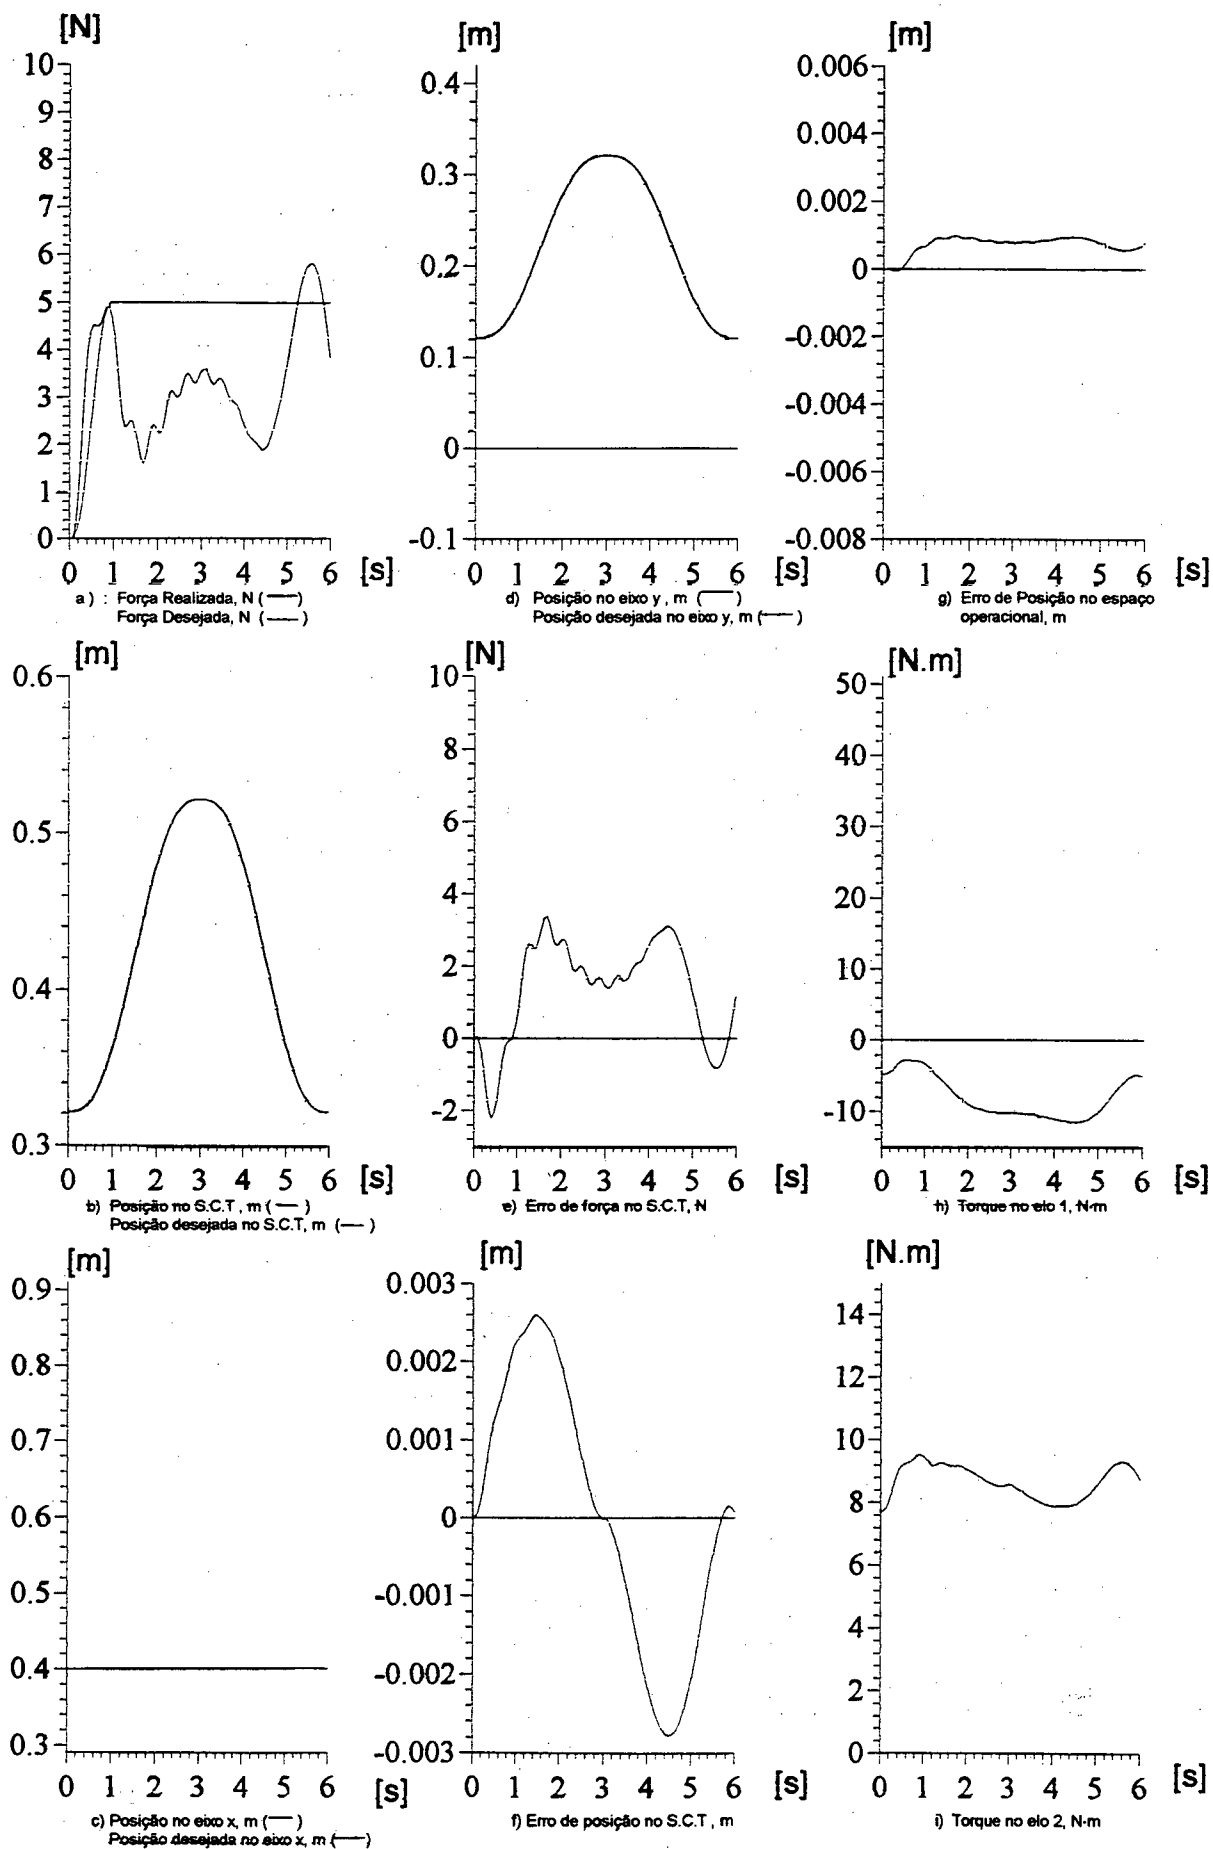 [N]
10
9
8
7
6
5
4
3
2
1
0
0 1 2 3 4 5 6 [s]
a) : Força Realizada, N (—)
Força Desejada, N (—)
[m]
0.4
0.3
0.2
0.1
0
-0.1
0 1 2 3 4 5 6 [s]
d) Posição no eixo y , m (—)
Posição desejada no eixo y, m (—)
[m]
0.006
0.004
0.002
0
-0.002
-0.004
-0.006
-0.008
0 1 2 3 4 5 6 [s]
g) Erro de Posição no espaço
operacional, m
[m]
0.6
0.5
0.4
0.3
0 1 2 3 4 5 6 [s]
b) Posição no S.C.T , m (—)
Posição desejada no S.C.T, m (—)
[N]
10
8
6
4
2
0
-2
0 1 2 3 4 5 6 [s]
e) Erro de força no S.C.T, N
[N.m]
50
40
30
20
10
0
-10
0 1 2 3 4 5 6 [s]
h) Torque no elo 1, N·m
[m]
0.9
0.8
0.7
0.6
0.5
0.4
0.3
0 1 2 3 4 5 6 [s]
c) Posição no eixo x, m (—)
Posição desejada no eixo x, m (—)
[m]
0.003
0.002
0.001
0
-0.001
-0.002
-0.003
0 1 2 3 4 5 6 [s]
f) Erro de posição no S.C.T , m
[N.m]
14
12
10
8
6
4
2
0
0 1 2 3 4 5 6 [s]
i) Torque no elo 2, N·m